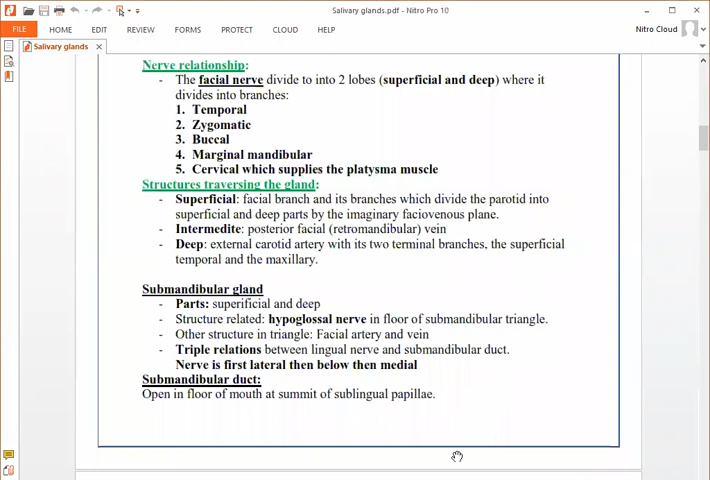 Salivary glands.pdf - Nitro Pro 10
FILE HOME EDIT REVIEW FORMS PROTECT CLOUD HELP Nitro Cloud
Salivary glands
Nerve relationship:
- The facial nerve divide to into 2 lobes (superficial and deep) where it
divides into branches:
1. Temporal
2. Zygomatic
3. Buccal
4. Marginal mandibular
5. Cervical which supplies the platysma muscle
Structures traversing the gland:
- Superficial: facial branch and its branches which divide the parotid into
superficial and deep parts by the imaginary faciovenous plane.
- Intermedite: posterior facial (retromandibular) vein
- Deep: external carotid artery with its two terminal branches, the superficial
temporal and the maxillary.
Submandibular gland
- Parts: superificial and deep
- Structure related: hypoglossal nerve in floor of submandibular triangle.
- Other structure in triangle: Facial artery and vein
- Triple relations between lingual nerve and submandibular duct.
Nerve is first lateral then below then medial
Submandibular duct:
Open in floor of mouth at summit of sublingual papillae.